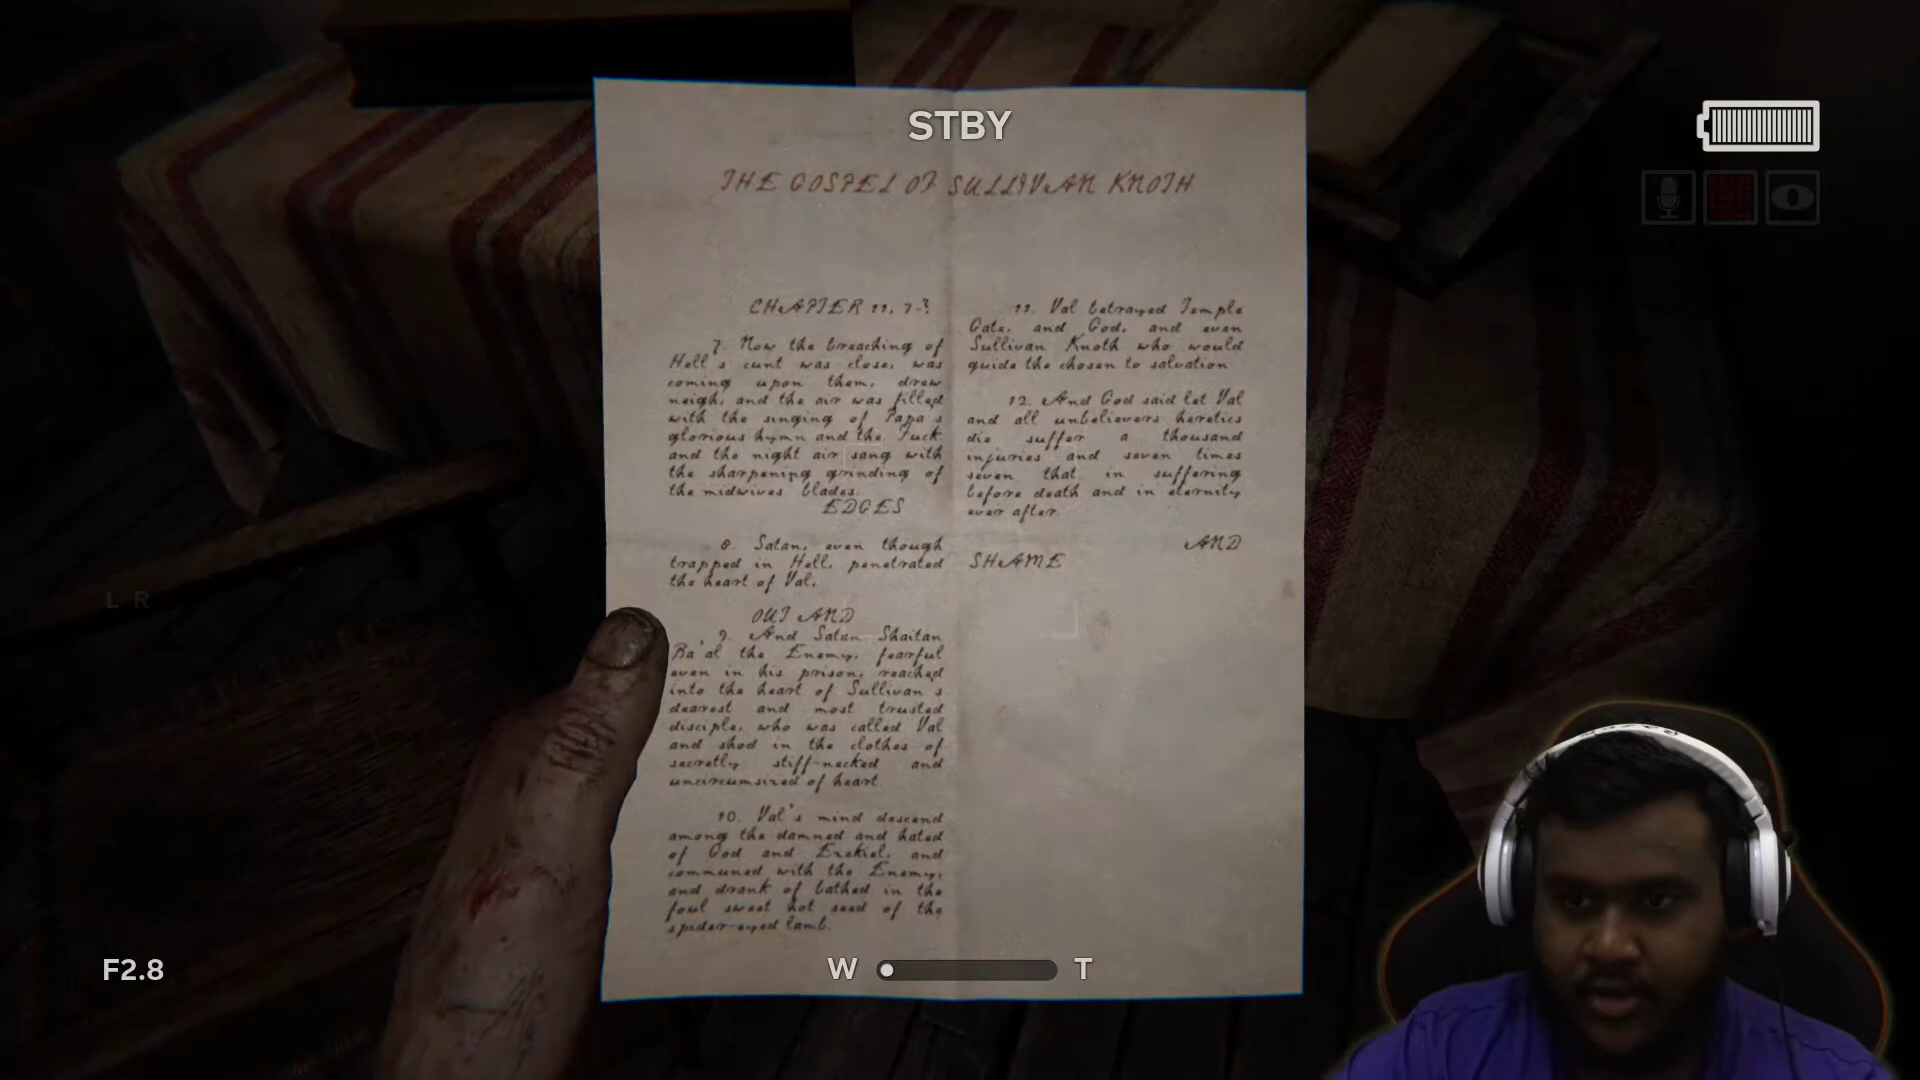 STBY
THE GOSPEL OF SULLIVAN KNOTH
CHAPTER 11, 7-?
7. Now the breaching of
Hell's cunt was close, was
coming upon them, drew
neigh, and the air was filled
with the singing of Papa's
glorious hymn and the Fuck
and the night air sang with
the sharpening grinding of
the midwives blades.
EDGES
8. Satan, even though
trapped in Hell, penetrated
the heart of Val.
OUT AND
9. And Satan Shaitan
Ba'al the Enemy, fearful
even in his prison, reached
into the heart of Sullivan's
dearest and most trusted
disciple, who was called Val
and shod in the clothes of
secretly stiff-necked and
uncircumsized of heart.
10. Val's mind descend
among the damned and hated
of God and Ezekiel, and
communed with the Enemy,
and drank of bathed in the
foul sweet hot seed of the
spider-eyed lamb.
11. Val betrayed Temple
Gate, and God, and even
Sullivan Knoth who would
guide the chosen to salvation
12. And God said let Val
and all unbelievers heretics
die suffer a thousand
injuries and seven times
seven that in suffering
before death and in eternity
ever after.
AND
SHAME
L R
F2.8
W T